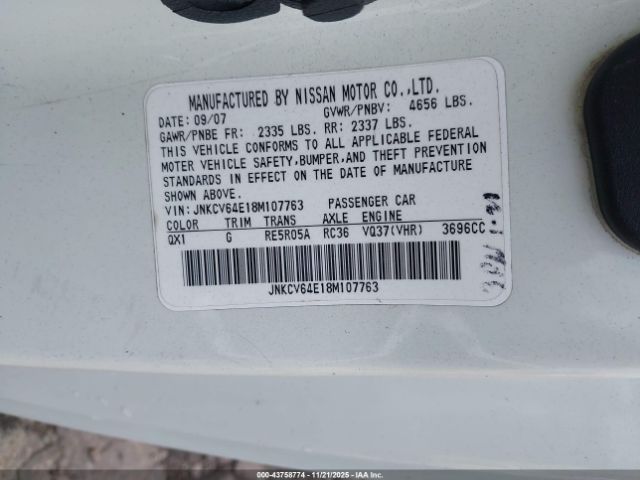 MANUFACTURED BY NISSAN MOTOR CO.,LTD.
DATE: 09/07 GVWR/PNBV: 4656 LBS.
GAWR/PNBE FR: 2335 LBS. RR: 2337 LBS.
THIS VEHICLE CONFORMS TO ALL APPLICABLE FEDERAL
MOTOR VEHICLE SAFETY,BUMPER,AND THEFT PREVENTION
STANDARDS IN EFFECT ON THE DATE OF MANUFACTURE
SHOWN ABOVE.
VIN: JNKCV64E18M107763 PASSENGER CAR
COLOR TRIM TRANS AXLE ENGINE
QX1 G RE5R05A RC36 VQ37(VHR) 3696CC
JNKCV64E18M107763
00-43758774 - 11/21/2025 - IAA Inc.